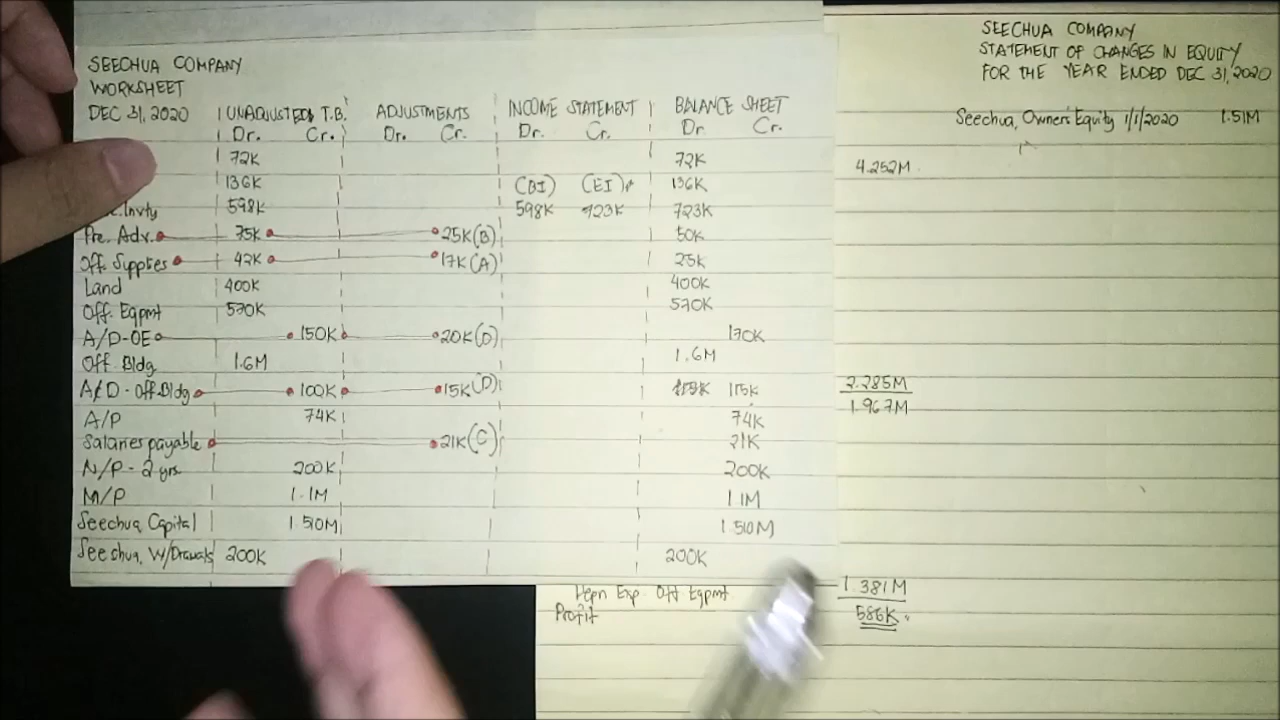 SEECHUA COMPANY
WORKSHEET
DEC 31, 2020 UNADJUSTED T.B. ADJUSTMENTS INCOME STATEMENT BALANCE SHEET
Dr. Cr. Dr. Cr. Dr. Cr. Dr. Cr.
72K 72K
136K (BI) (EI) 136K
Invty 598K 598K 723K 723K
Pre. Adv. 75K 25K(B) 50K
Off Supplies 42K 17K(A) 25K
Land 400K 400K
Off. Eqpmt 570K 570K
A/D-OE 150K 20K(D) 170K
Off. Bldg 1.6M 1.6M
A/D - Off. Bldg 100K 15K(D) 115K
A/P 74K 74K
Salaries payable 21K(C) 21K
N/P - 2 yrs 200K 200K
M/P 1.1M 1.1M
Seechua, Capital 1.510M 1.510M
Seechua, W/Drawals 200K 200K
SEECHUA COMPANY
STATEMENT OF CHANGES IN EQUITY
FOR THE YEAR ENDED DEC 31, 2020
Seechua, Owner's Equity 1/1/2020 1.51M
4.252M
2.285M
1.967M
Depn Exp. Off Eqpmt 1.381M
Profit 586K